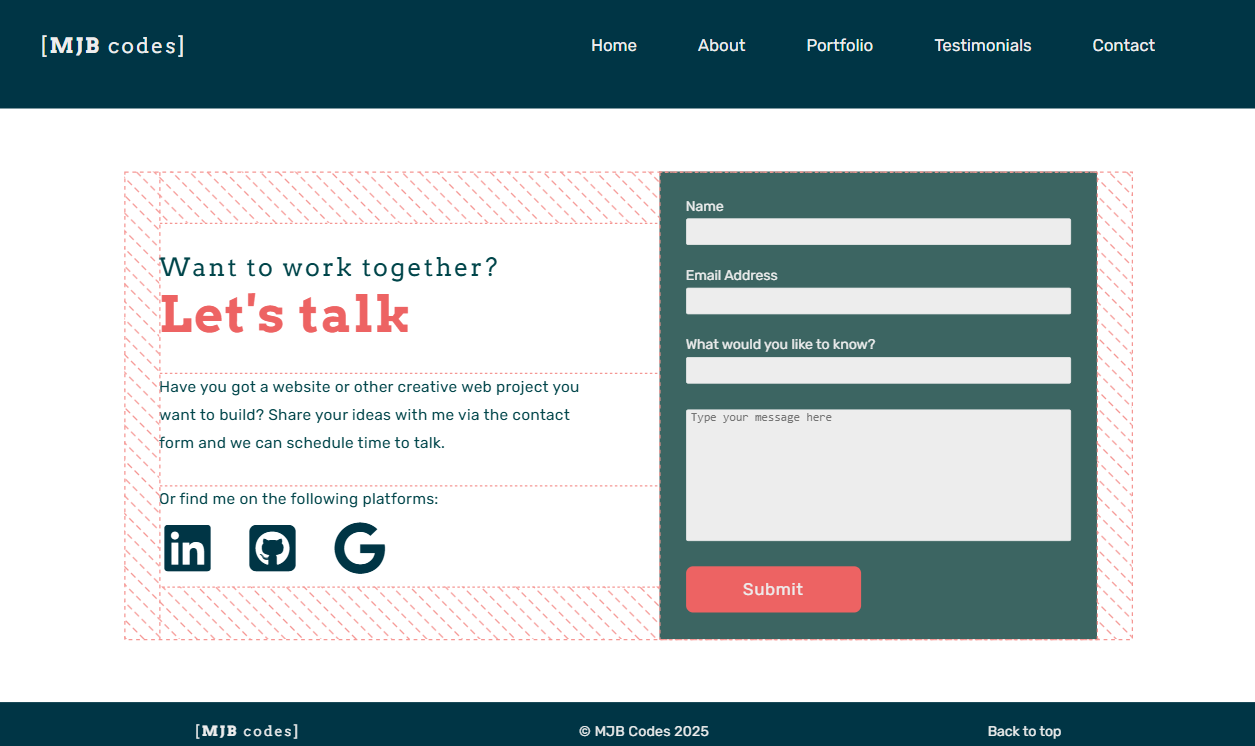 [MJB codes]
Home
About
Portfolio
Testimonials
Contact
Want to work together?
Let's talk
Have you got a website or other creative web project you
want to build? Share your ideas with me via the contact
form and we can schedule time to talk.
Or find me on the following platforms:
in
G
Name
Email Address
What would you like to know?
Type your message here
Submit
[MJB codes]
© MJB Codes 2025
Back to top